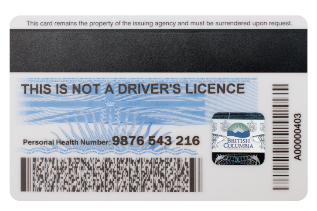 This card remains the property of the issuing agency and must be surrendered upon request.
THIS IS NOT A DRIVER'S LICENCE
Personal Health Number: 9876 543 216
BRITISH
COLUMBIA
A00000403